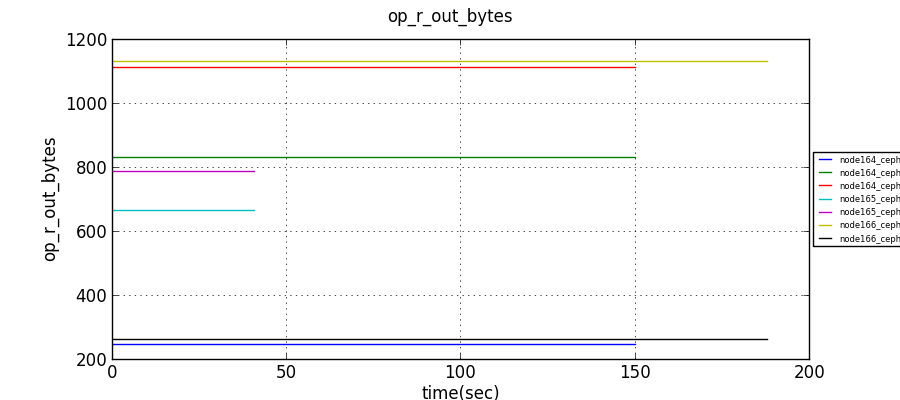 op_r_out_bytes
1200
1000
800
600
400
200
op_r_out_bytes
0 50 100 150 200
time(sec)
node164_ceph
node164_ceph
node164_ceph
node165_ceph
node165_ceph
node166_ceph
node166_ceph